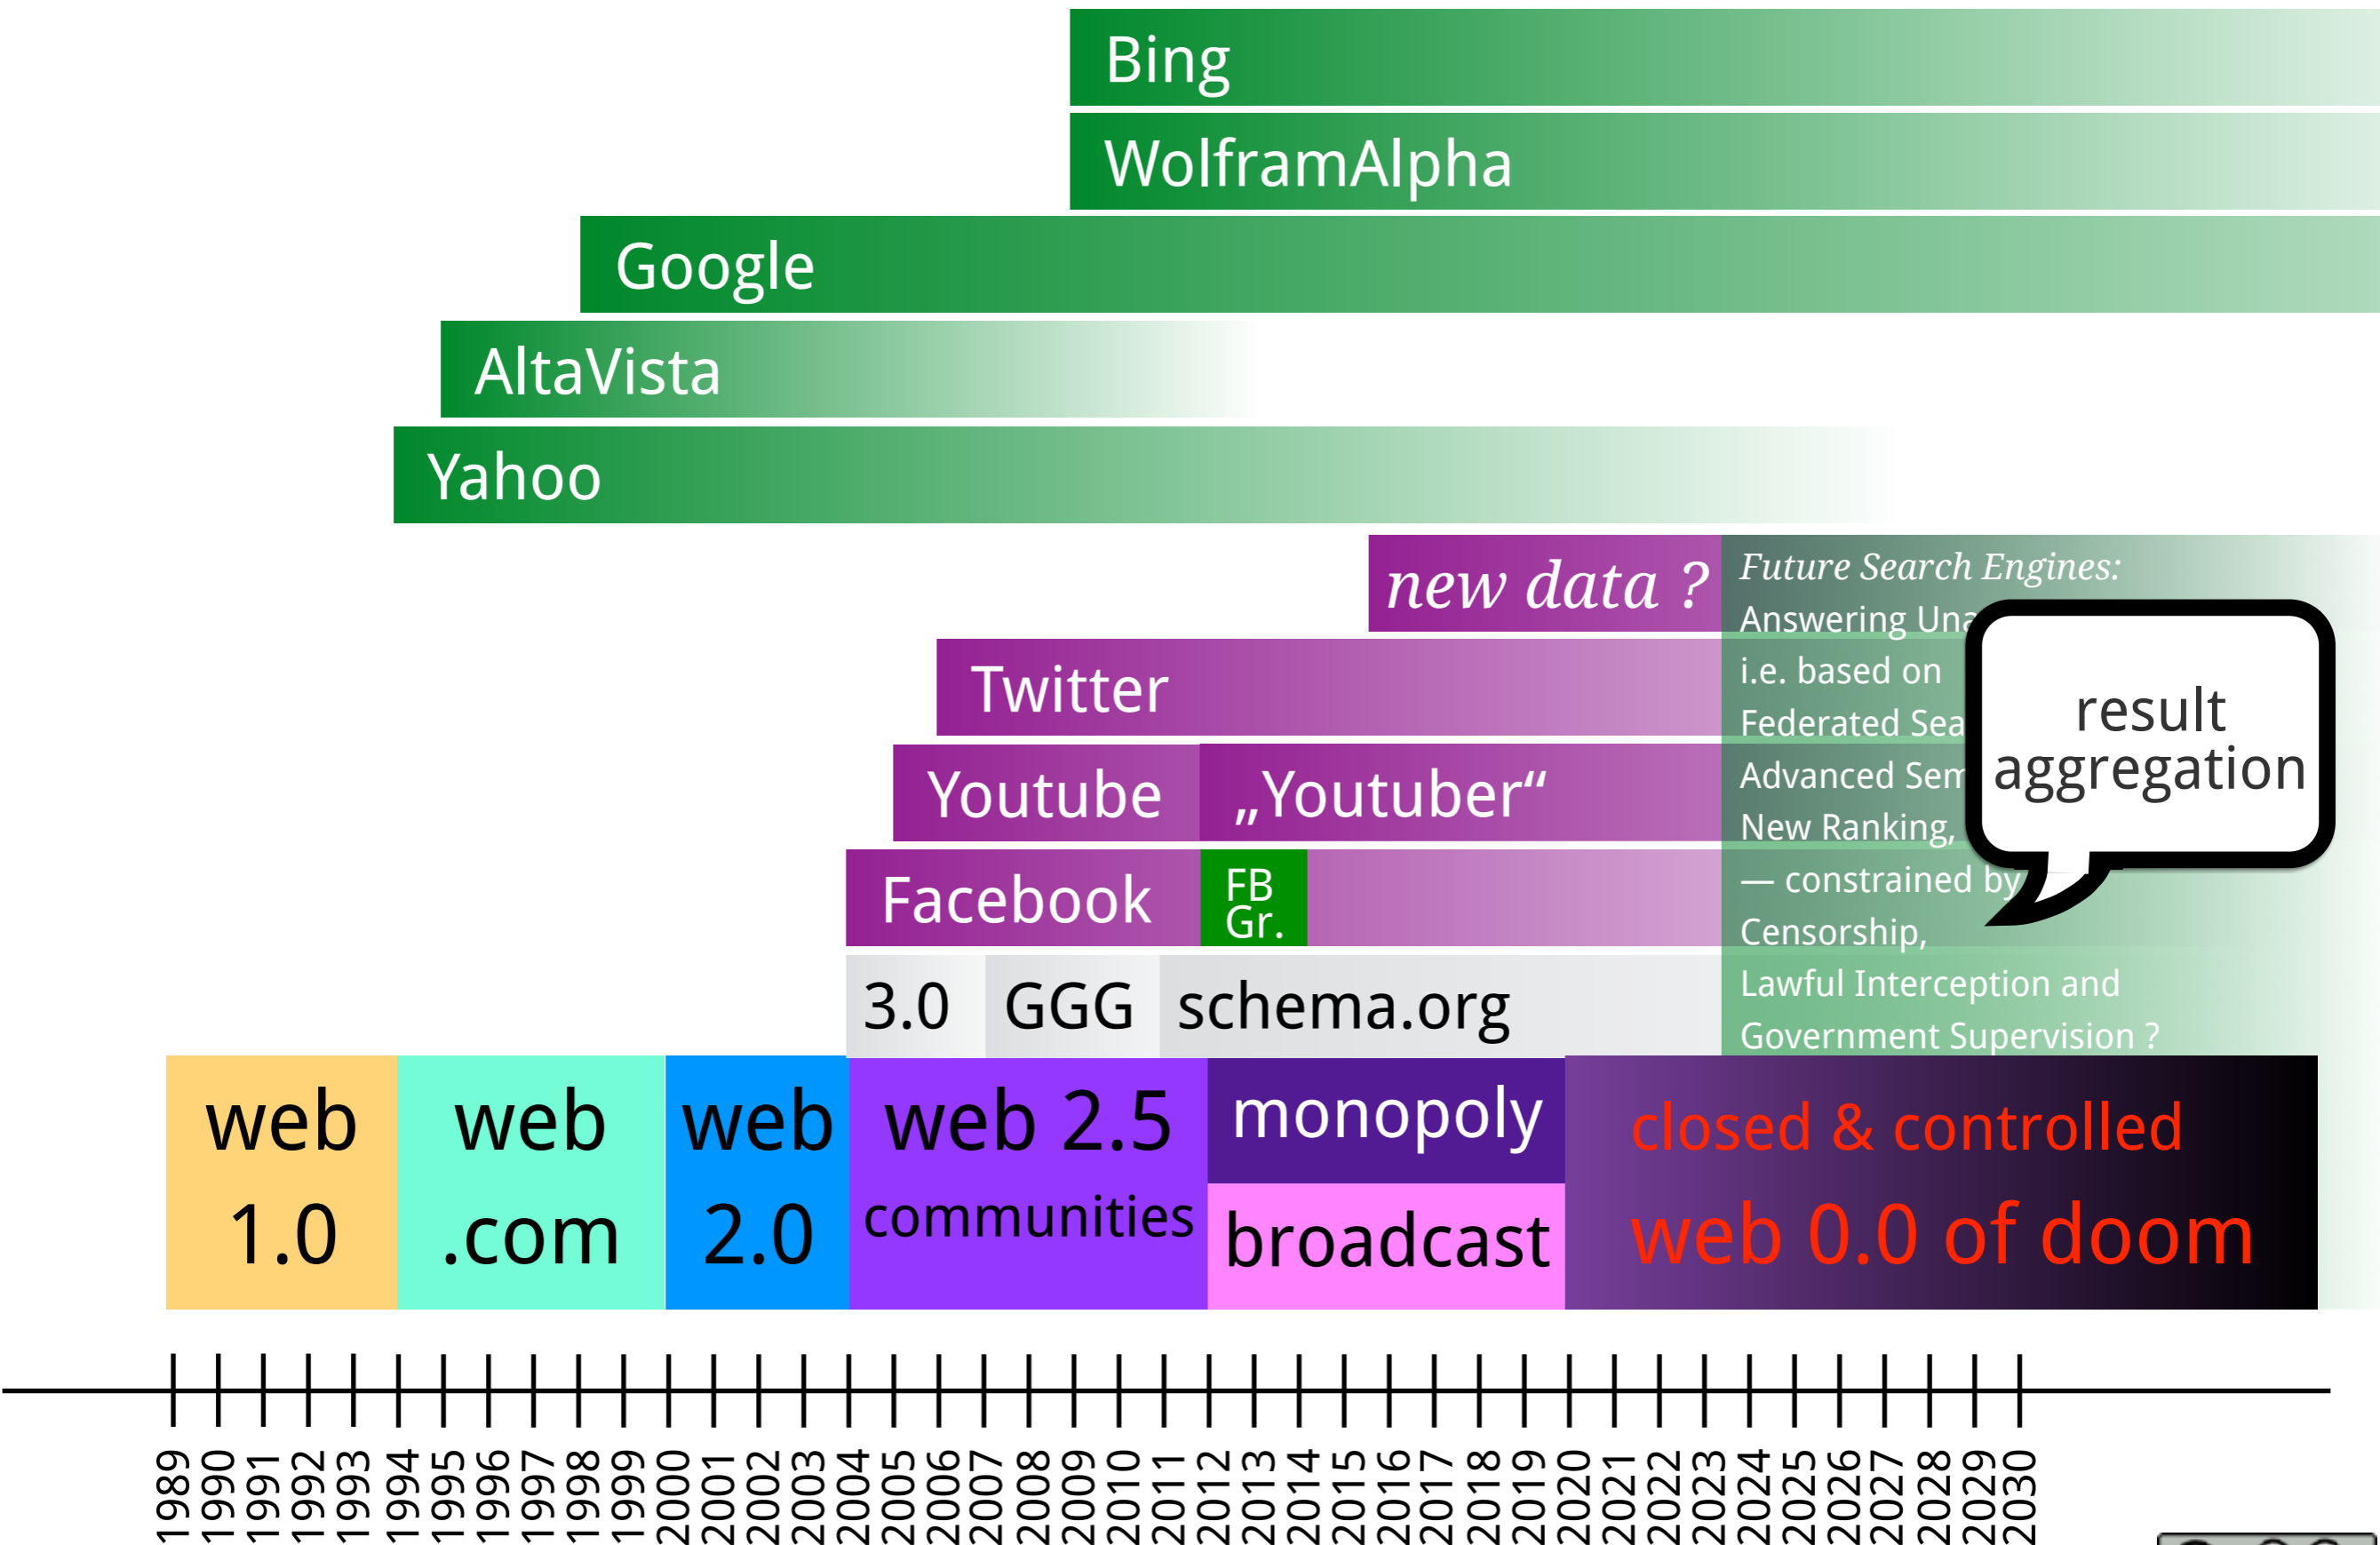 Bing
WolframAlpha
Google
AltaVista
Yahoo
new data ?
Future Search Engines:
Answering
i.e. based on
Federated
Advanced
New Ranking,
— constrained by
Censorship,
Lawful Interception and
Government Supervision ?
result
aggregation
Twitter
Youtube
„Youtuber“
Facebook
FB
Gr.
3.0
GGG
schema.org
web
1.0
web
.com
web
2.0
web 2.5
communities
monopoly
broadcast
closed & controlled
web 0.0 of doom
1989
1990
1991
1992
1993
1994
1995
1996
1997
1998
1999
2000
2001
2002
2003
2004
2005
2006
2007
2008
2009
2010
2011
2012
2013
2014
2015
2016
2017
2018
2019
2020
2021
2022
2023
2024
2025
2026
2027
2028
2029
2030